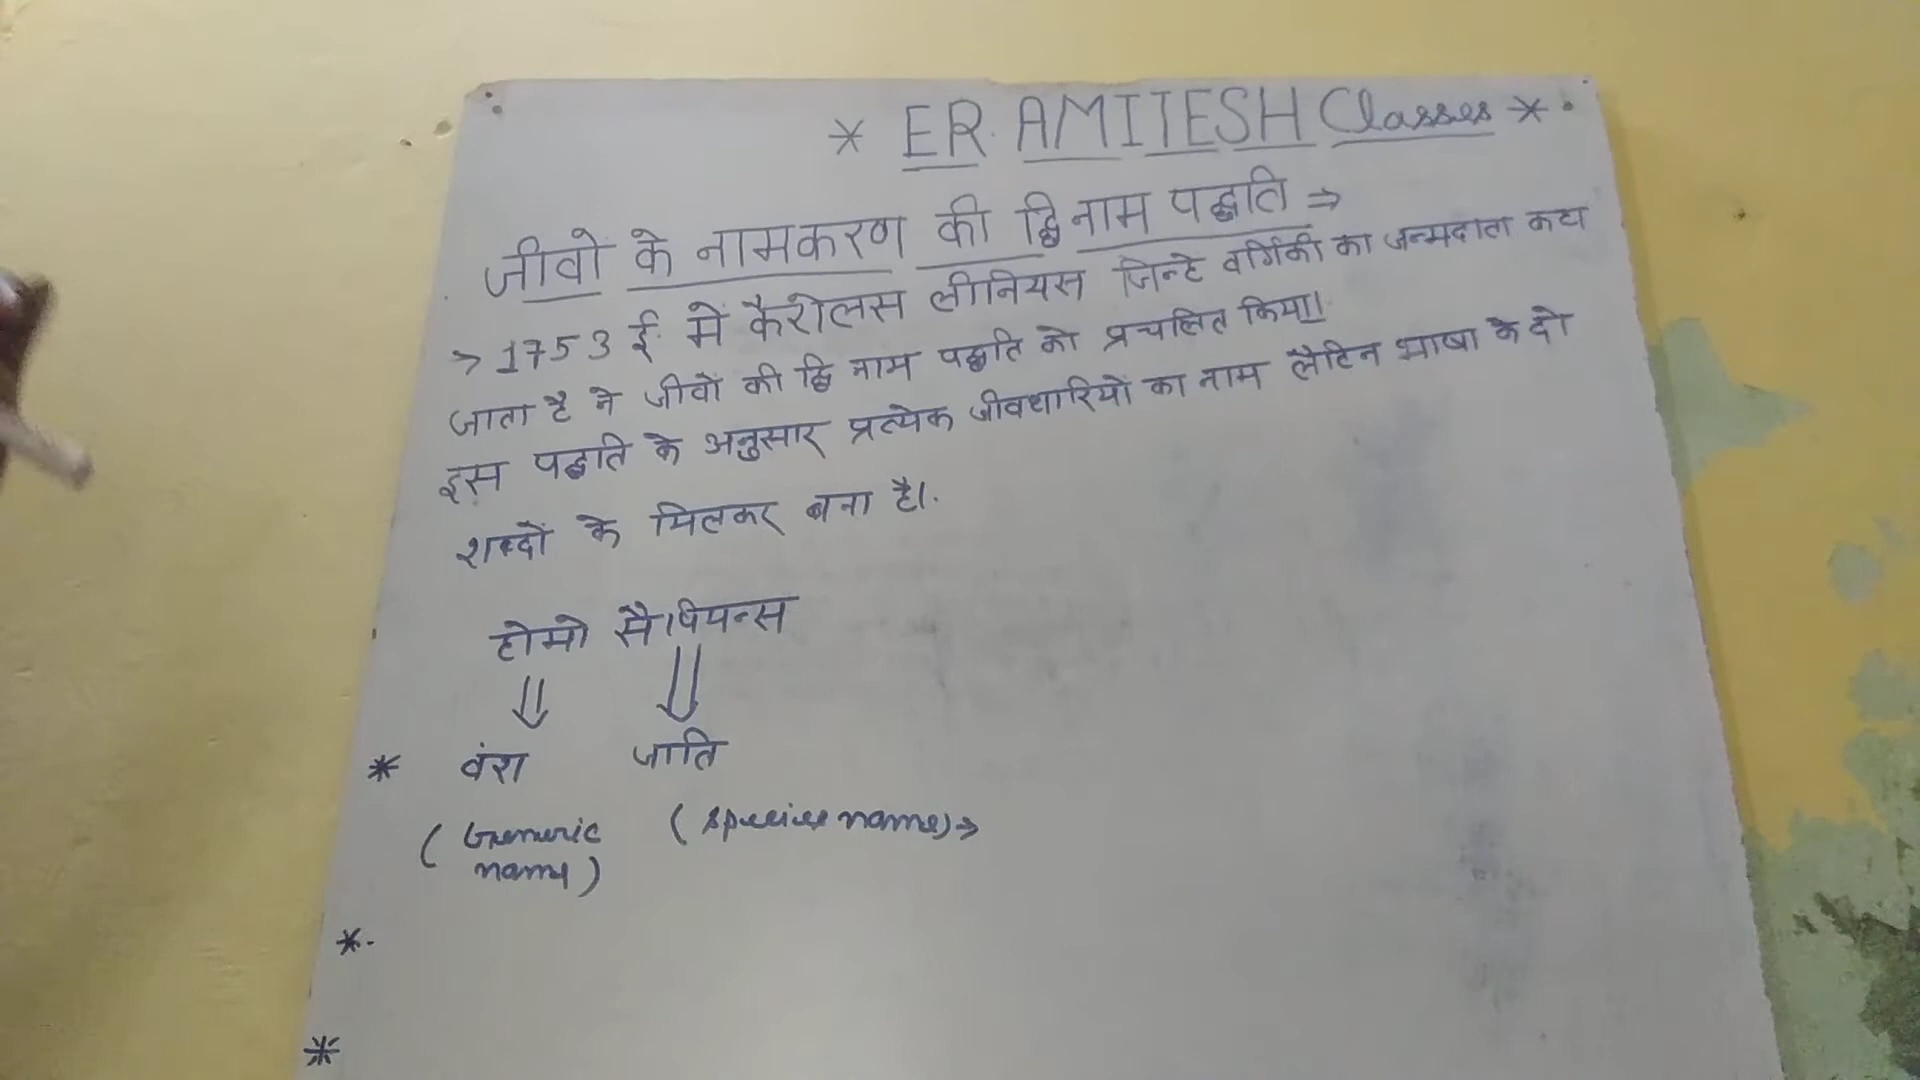 * ER. AMITESH Classes *
जीवो के नामकरण की द्विनाम पद्धति ⇒
> 1753 ई में कैरोलस लीनियस जिन्हे वर्गिकी का जन्मदाता कहा
जाता है ने जीवों की द्वि नाम पद्धति को प्रचलित किया।
इस पद्धति के अनुसार प्रत्येक जीवधारियों का नाम लैटिन भाषा के दो
शब्दों के मिलकर बना है।
होमो सैपियन्स
⇓ ⇓
* वंश जाति
( Generic ( species name) →
name )
*
*